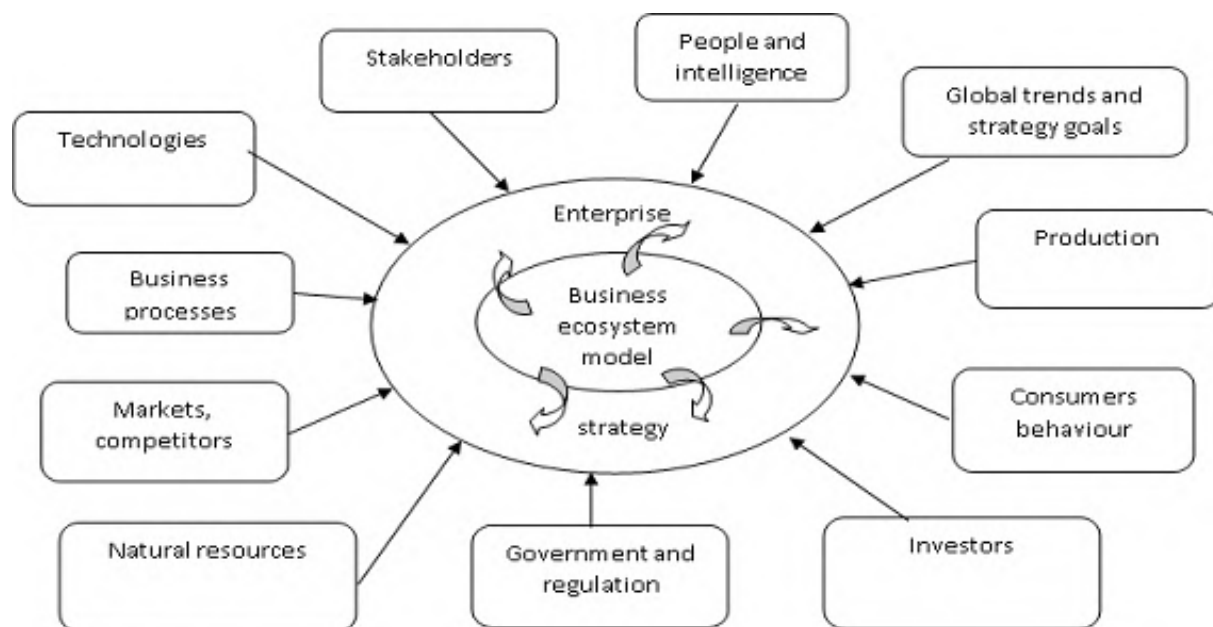 Stakeholders
People and
intelligence
Global trends and
strategy goals
Technologies
Enterprise
Production
Business
processes
Business
ecosystem
model
Markets,
competitors
strategy
Consumers
behaviour
Natural resources
Government and
regulation
Investors